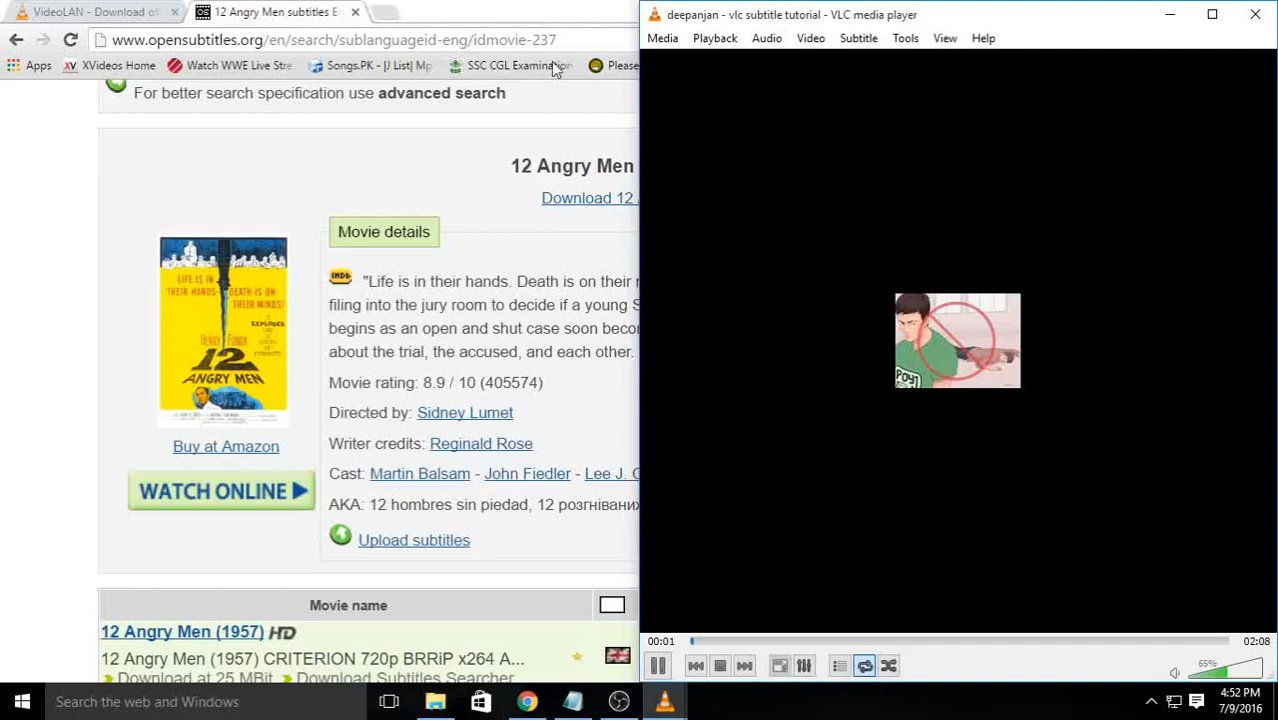 VideoLAN - Download of
12 Angry Men subtitles E
www.opensubtitles.org/en/search/sublanguageid-eng/idmovie-237
Apps
XVideos Home
Watch WWE Live Stre
Songs.PK - [J List] Mp
SSC CGL Examination
Please
For better search specification use advanced search
12 Angry Men
Download 12
Movie details
"Life is in their hands. Death is on their
filing into the jury room to decide if a young S
begins as an open and shut case soon beco
about the trial, the accused, and each other.
Movie rating: 8.9 / 10 (405574)
Directed by: Sidney Lumet
Writer credits: Reginald Rose
Cast: Martin Balsam - John Fiedler - Lee J. C
AKA: 12 hombres sin piedad, 12 розгніваних
Upload subtitles
LIFE IS IN
THEIR HANDS
DEATH IS ON
THEIR MINDS!
IT
EXPLODES
HENRY FONDA
12
ANGRY MEN
Buy at Amazon
WATCH ONLINE
Movie name
12 Angry Men (1957) HD
12 Angry Men (1957) CRITERION 720p BRRiP x264 A...
Download at 25 MBit
Download Subtitles Searcher
deepanjan - vlc subtitle tutorial - VLC media player
Media
Playback
Audio
Video
Subtitle
Tools
View
Help
00:01
02:08
65%
Search the web and Windows
4:52 PM
7/9/2016